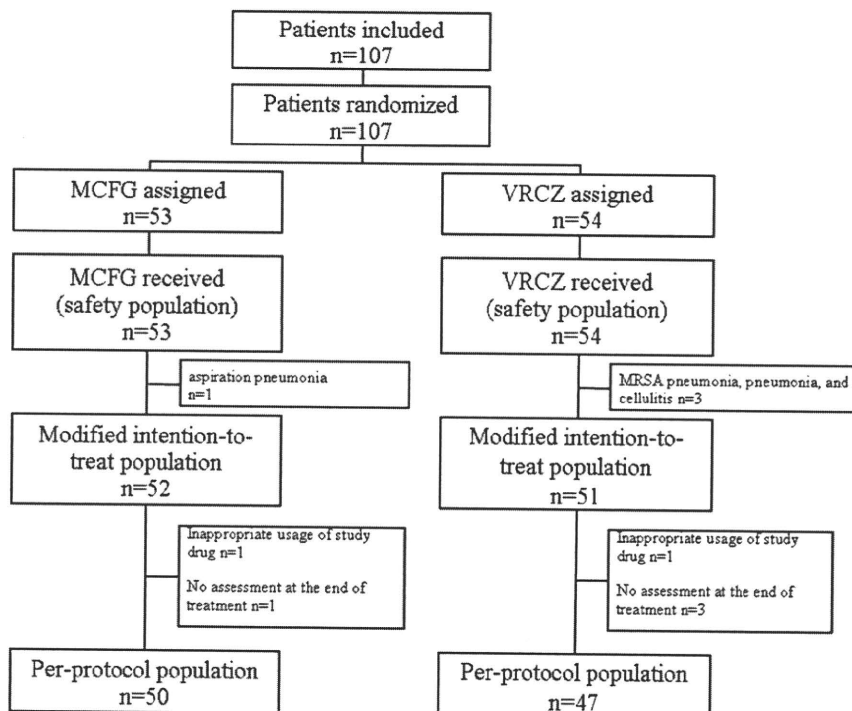 Patients included
n=107
Patients randomized
n=107
MCFG assigned
n=53
VRCZ assigned
n=54
MCFG received
(safety population)
n=53
VRCZ received
(safety population)
n=54
aspiration pneumonia
n=1
MRSA pneumonia, pneumonia, and
cellulitis n=3
Modified intention-to-
treat population
n=52
Modified intention-to-
treat population
n=51
Inappropriate usage of study
drug n=1
No assessment at the end of
treatment n=1
Inappropriate usage of study
drug n=1
No assessment at the end of
treatment n=3
Per-protocol population
n=50
Per-protocol population
n=47